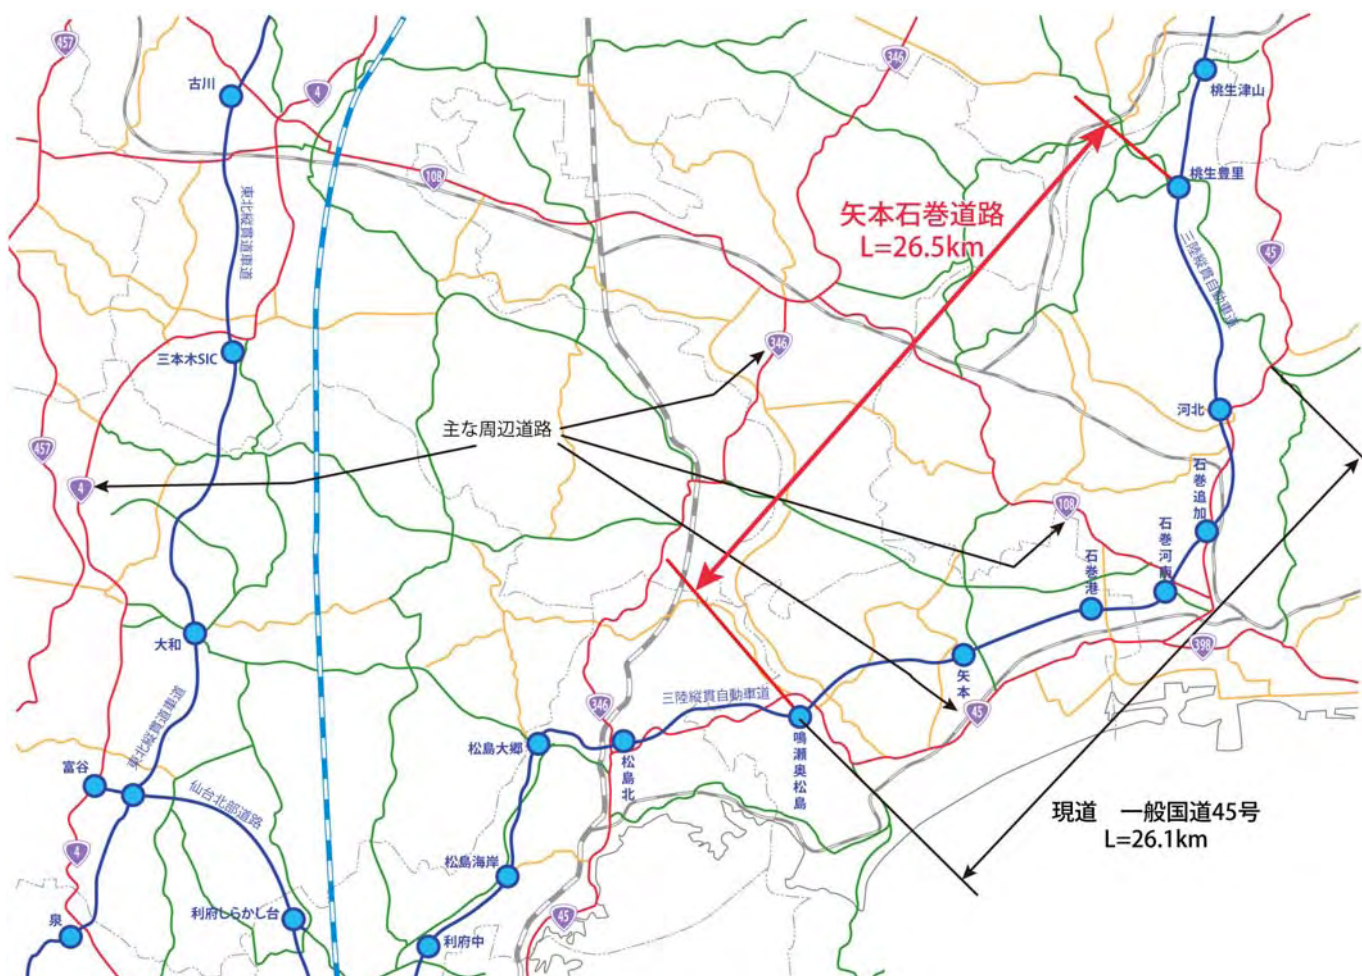 457
古川
4
346
桃生津山
108
桃生豊里
矢本石巻道路
L=26.5km
東北縦貫道車道
三陸縦貫自動車道
45
346
三本木SIC
河北
主な周辺道路
457
4
石巻追加
108
石巻河南
石巻港
大和
398
矢本
三陸縦貫自動車道
346
45
鳴瀬奥松島
松島大郷
松島北
東北縦貫道車道
富谷
仙台北部道路
現道 一般国道45号
L=26.1km
4
松島海岸
利府しらかし台
45
泉
利府中